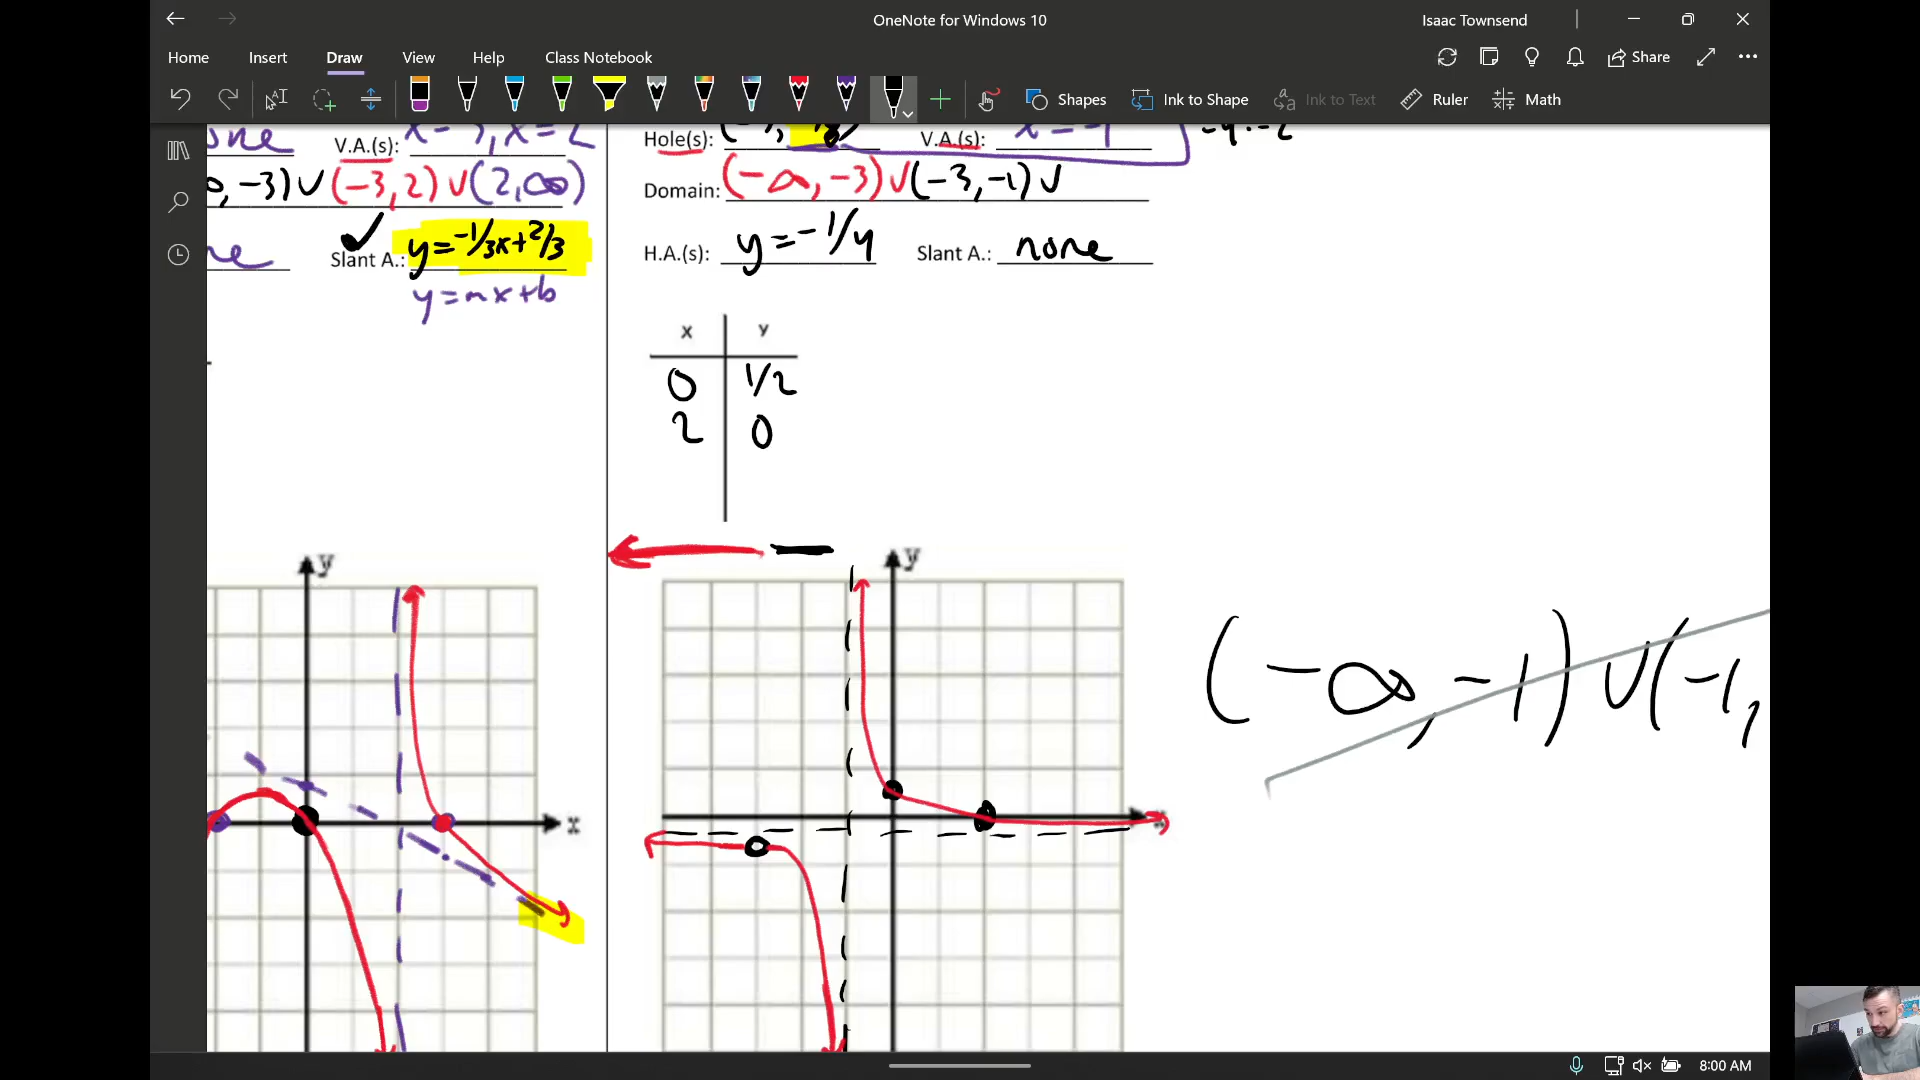 OneNote for Windows 10
Isaac Townsend
Home Insert Draw View Help Class Notebook
Share
Shapes Ink to Shape Ink to Text Ruler Math
V.A.(s): x=2
-3) ∪ (-3, 2) ∪ (2, ∞)
Slant A.: y = -1/3x + 2/3
y = mx + b
Hole(s): V.A.(s):
Domain: (-∞, -3) ∪ (-3, -1) ∪
H.A.(s): y = -1/4 Slant A.: none
x y
0 1/2
2 0
y
x
y
(-∞, -1) ∪ (-1,
8:00 AM